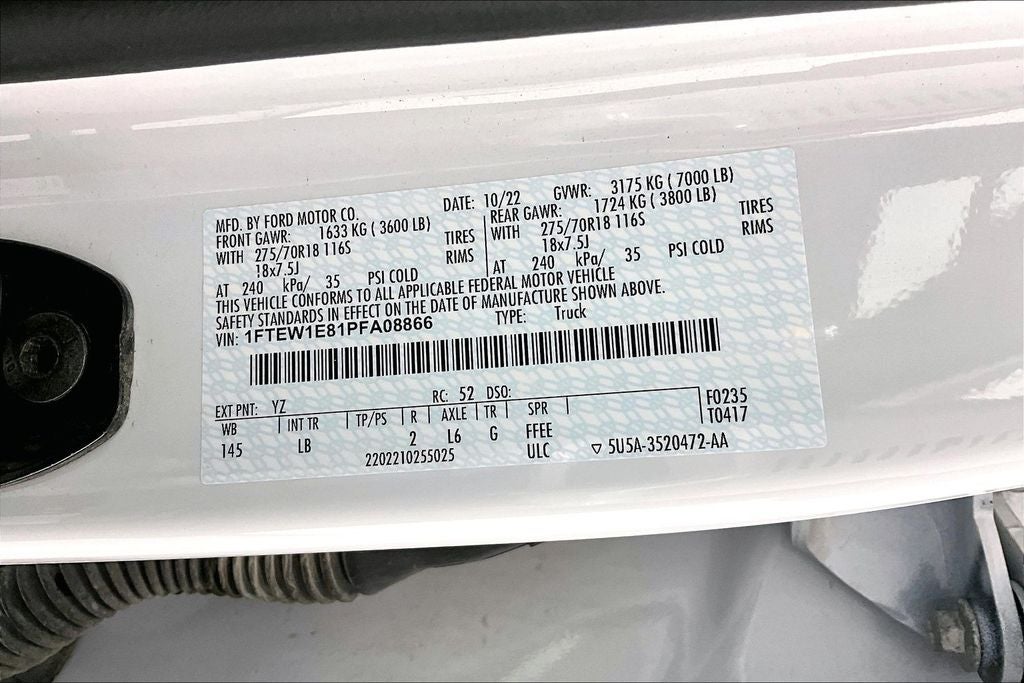 MFD. BY FORD MOTOR CO. DATE: 10/22 GVWR: 3175 KG ( 7000 LB)
FRONT GAWR: 1633 KG ( 3600 LB) REAR GAWR: 1724 KG ( 3800 LB)
WITH 275/70R18 116S TIRES WITH 275/70R18 116S TIRES
18x7.5J RIMS 18x7.5J RIMS
AT 240 kPa/ 35 PSI COLD AT 240 kPa/ 35 PSI COLD
THIS VEHICLE CONFORMS TO ALL APPLICABLE FEDERAL MOTOR VEHICLE
SAFETY STANDARDS IN EFFECT ON THE DATE OF MANUFACTURE SHOWN ABOVE.
VIN: 1FTEW1E81PFA08866 TYPE: Truck
EXT PNT: YZ RC: 52 DSO: F0235
WB INT TR TP/PS R AXLE TR SPR T0417
145 LB 2 L6 G FFEE
2202210255025 ULC ▽ 5U5A-3520472-AA